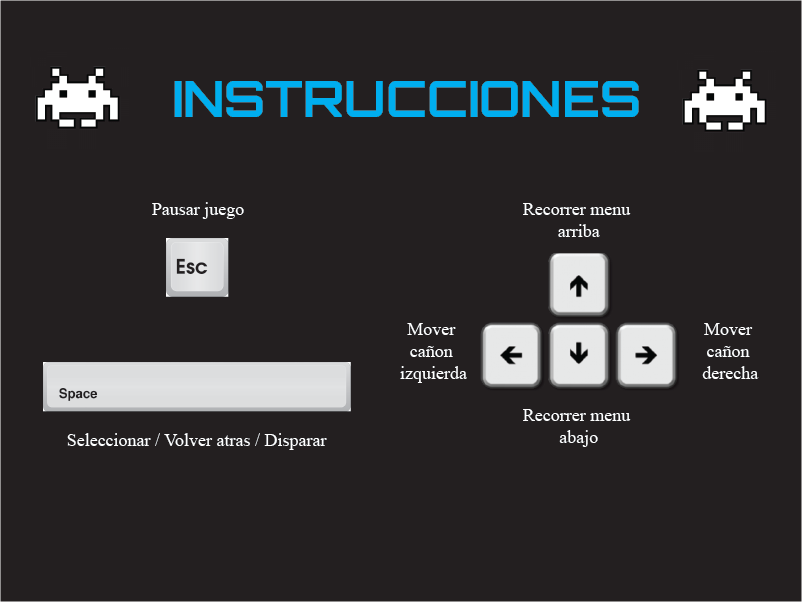 INSTRUCCIONES
Pausar juego
Esc
Space
Seleccionar / Volver atras / Disparar
Recorrer menu
arriba
Mover
cañon
izquierda
Mover
cañon
derecha
Recorrer menu
abajo